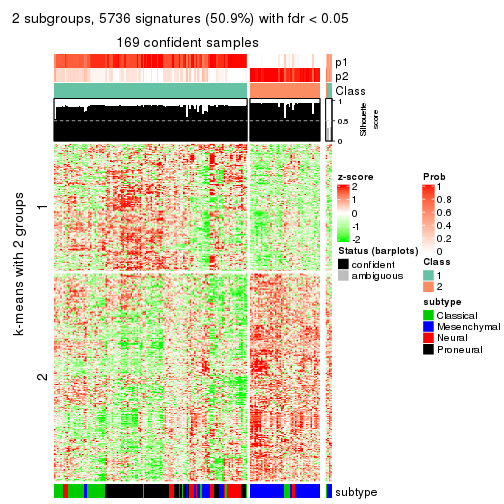 2 subgroups, 5736 signatures (50.9%) with fdr < 0.05
169 confident samples
p1
p2
Class
1
0.5
0
Silhouette
score
k-means with 2 groups
1
2
z-score
2
1
0
-1
-2
Status (barplots)
confident
ambiguous
Prob
1
0.8
0.6
0.4
0.2
0
Class
1
2
subtype
Classical
Mesenchymal
Neural
Proneural
subtype